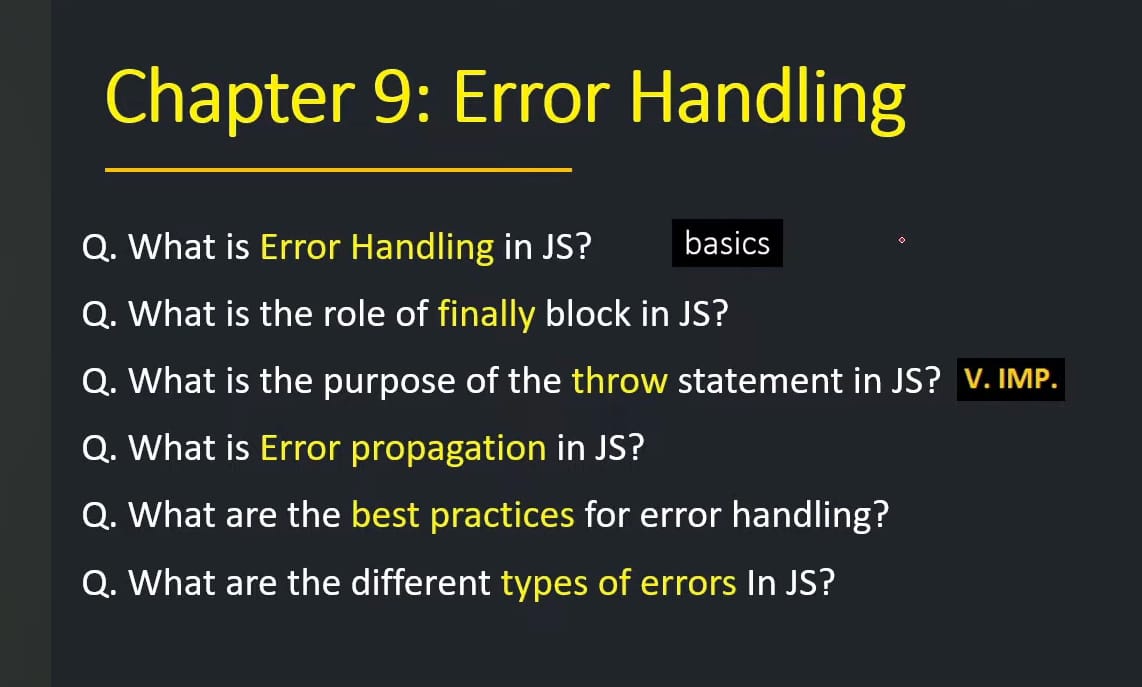 Chapter 9: Error Handling
Q. What is Error Handling in JS? basics
Q. What is the role of finally block in JS?
Q. What is the purpose of the throw statement in JS? V. IMP.
Q. What is Error propagation in JS?
Q. What are the best practices for error handling?
Q. What are the different types of errors In JS?